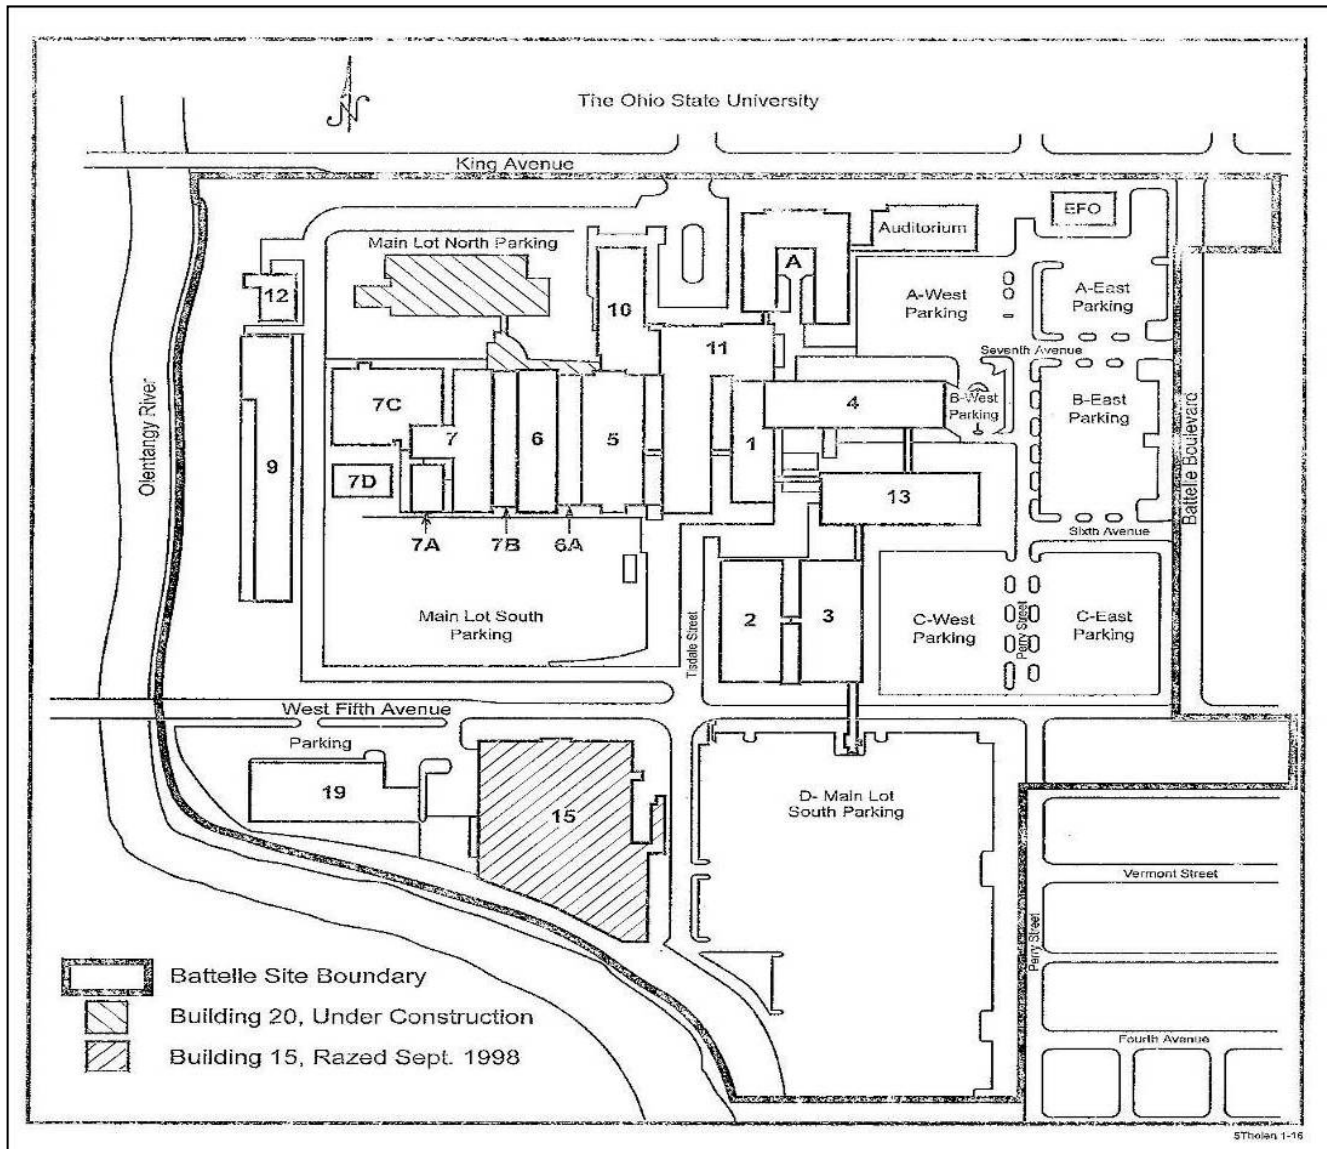 N
The Ohio State University
King Avenue
EFO
Auditorium
Main Lot North Parking
A
12
10
A-West
Parking
A-East
Parking
11
Seventh Avenue
7C
7
6
5
1
4
B-West
Parking
B-East
Parking
Olentangy River
9
7D
13
Battelle Boulevard
7A
7B
6A
Sixth Avenue
Main Lot South
Parking
Tisdale Street
2
3
C-West
Parking
Perry Street
C-East
Parking
West Fifth Avenue
Parking
19
15
D- Main Lot
South Parking
Vermont Street
Perry Street
Fourth Avenue
Battelle Site Boundary
Building 20, Under Construction
Building 15, Razed Sept. 1998
STholen 1-16